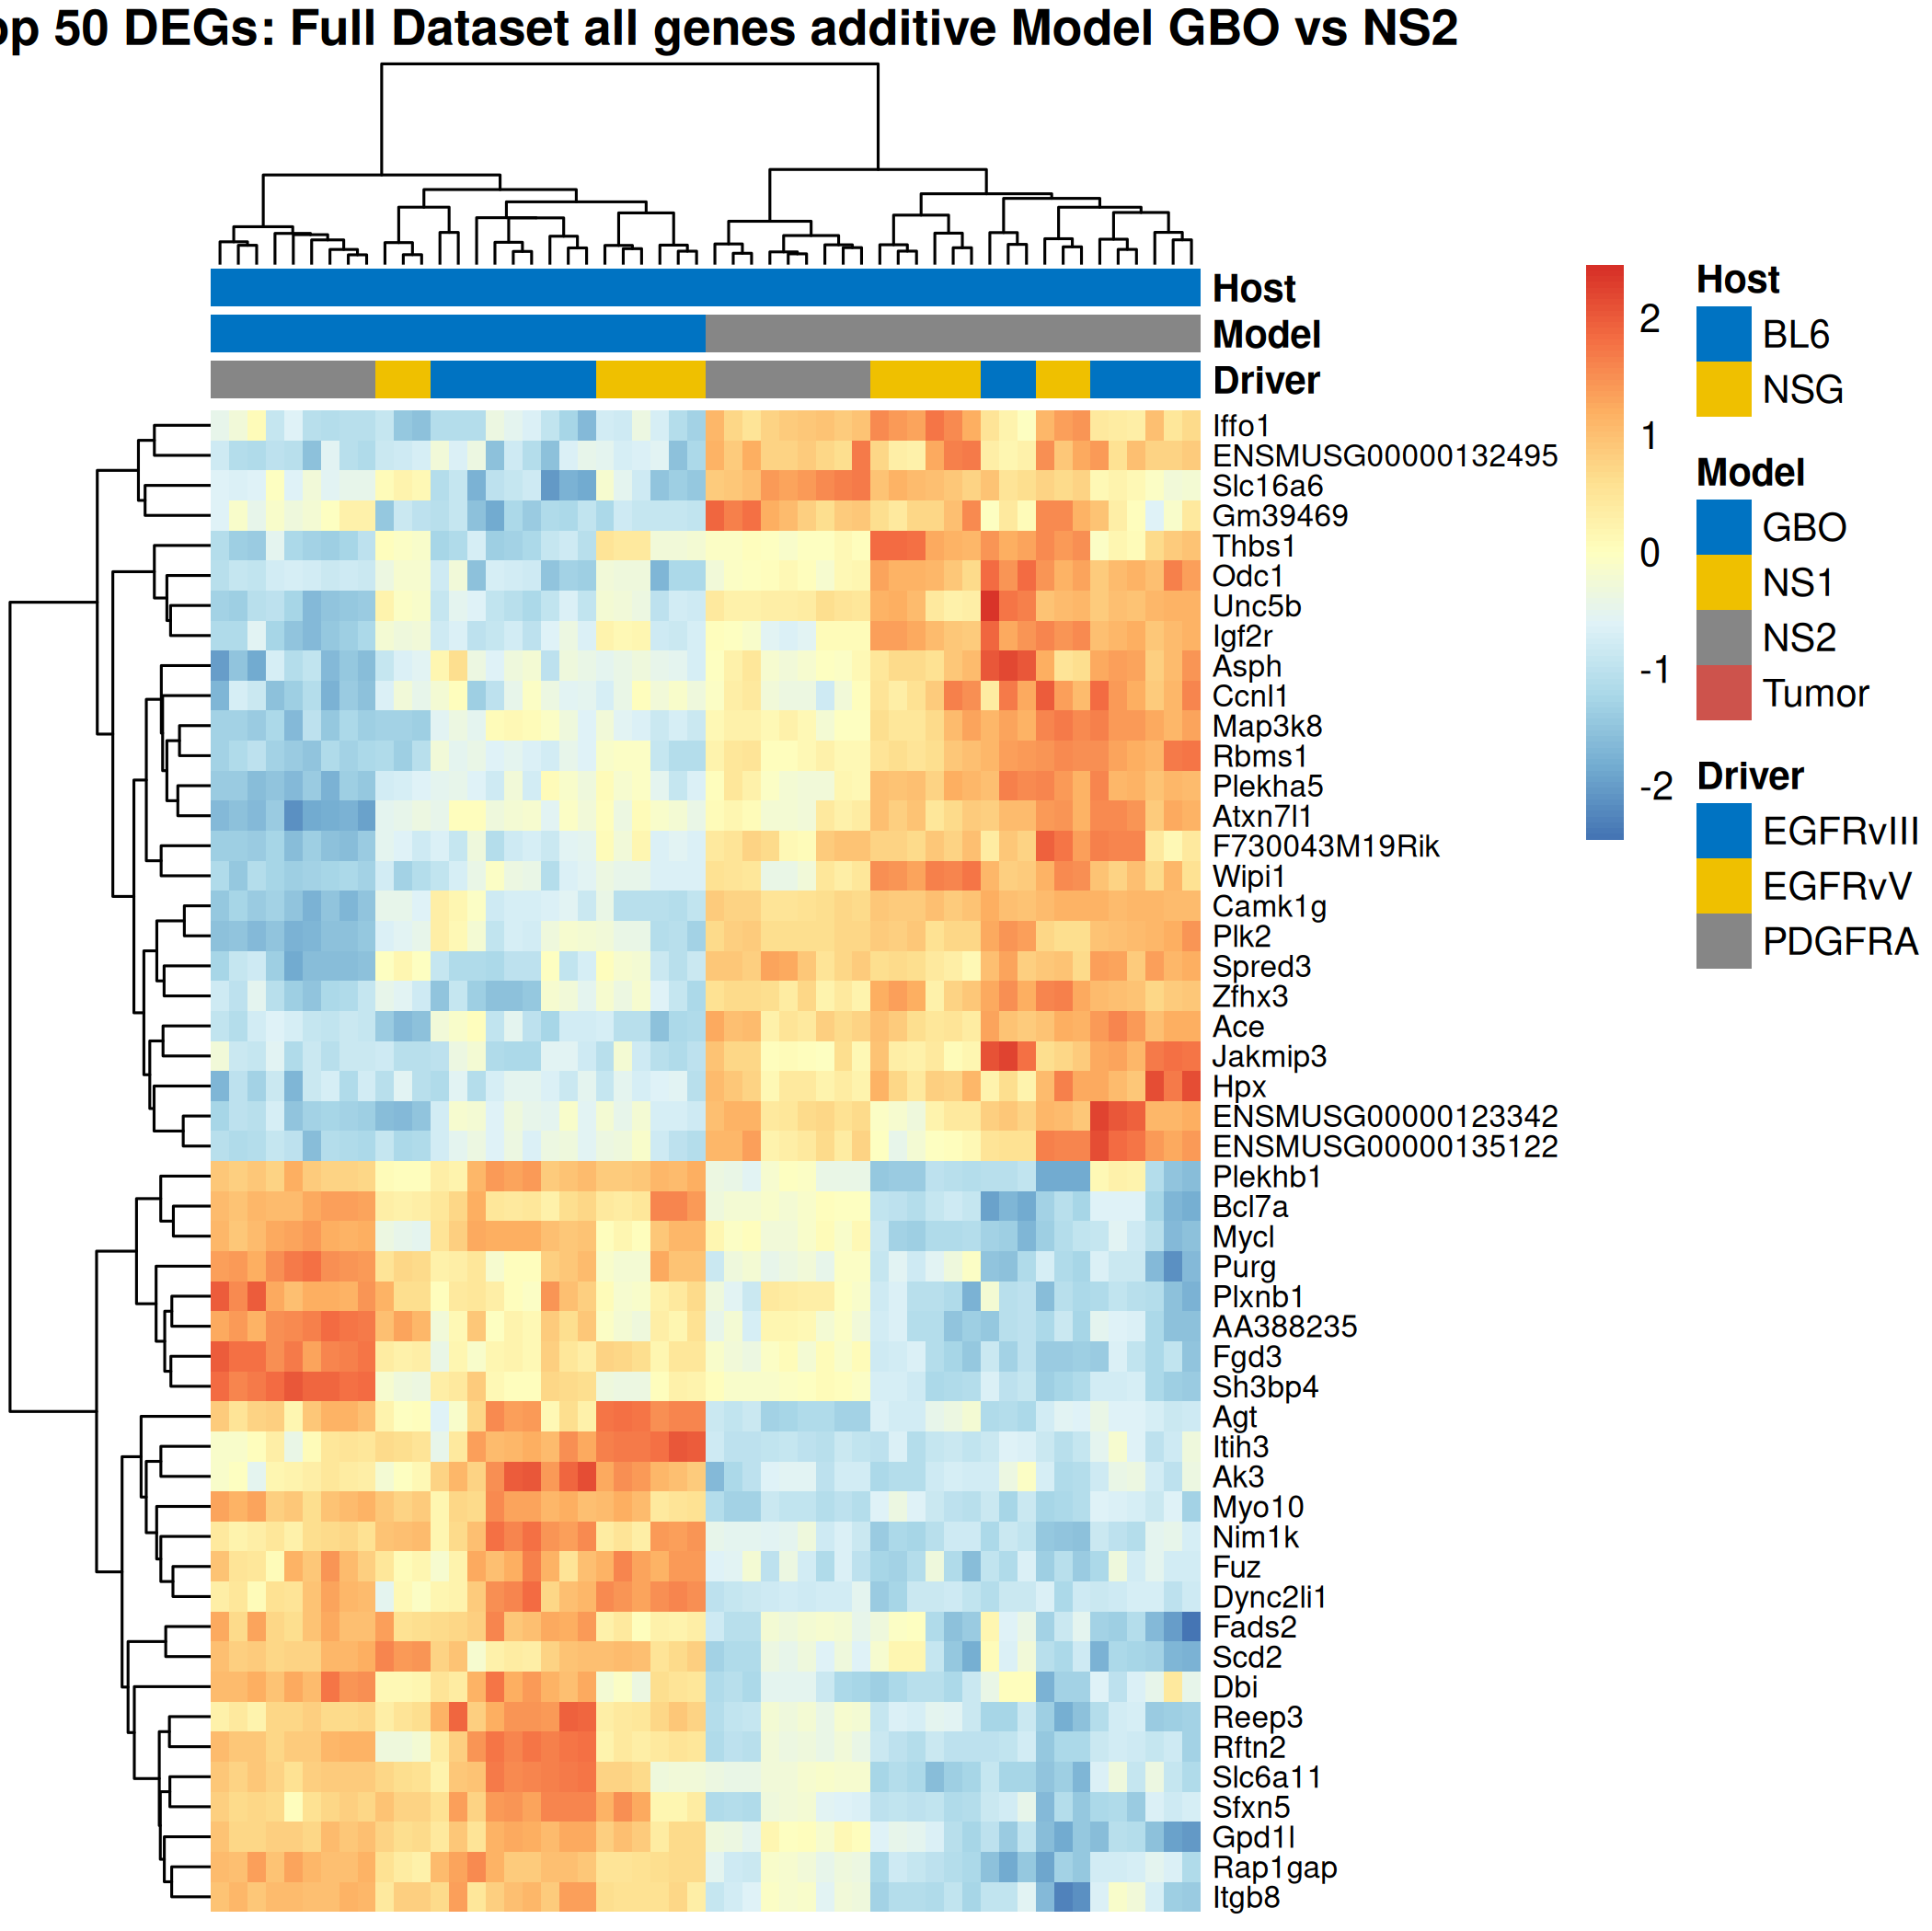 op 50 DEGs: Full Dataset all genes additive Model GBO vs NS2
Host
Model
Driver
Iffo1
ENSMUSG00000132495
Slc16a6
Gm39469
Thbs1
Odc1
Unc5b
Igf2r
Asph
Ccnl1
Map3k8
Rbms1
Plekha5
Atxn7l1
F730043M19Rik
Wipi1
Camk1g
Plk2
Spred3
Zfhx3
Ace
Jakmip3
Hpx
ENSMUSG00000123342
ENSMUSG00000135122
Plekhb1
Bcl7a
Mycl
Purg
Plxnb1
AA388235
Fgd3
Sh3bp4
Agt
Itih3
Ak3
Myo10
Nim1k
Fuz
Dync2li1
Fads2
Scd2
Dbi
Reep3
Rftn2
Slc6a11
Sfxn5
Gpd1l
Rap1gap
Itgb8
2
1
0
-1
-2
Host
BL6
NSG
Model
GBO
NS1
NS2
Tumor
Driver
EGFRvIII
EGFRvV
PDGFRA